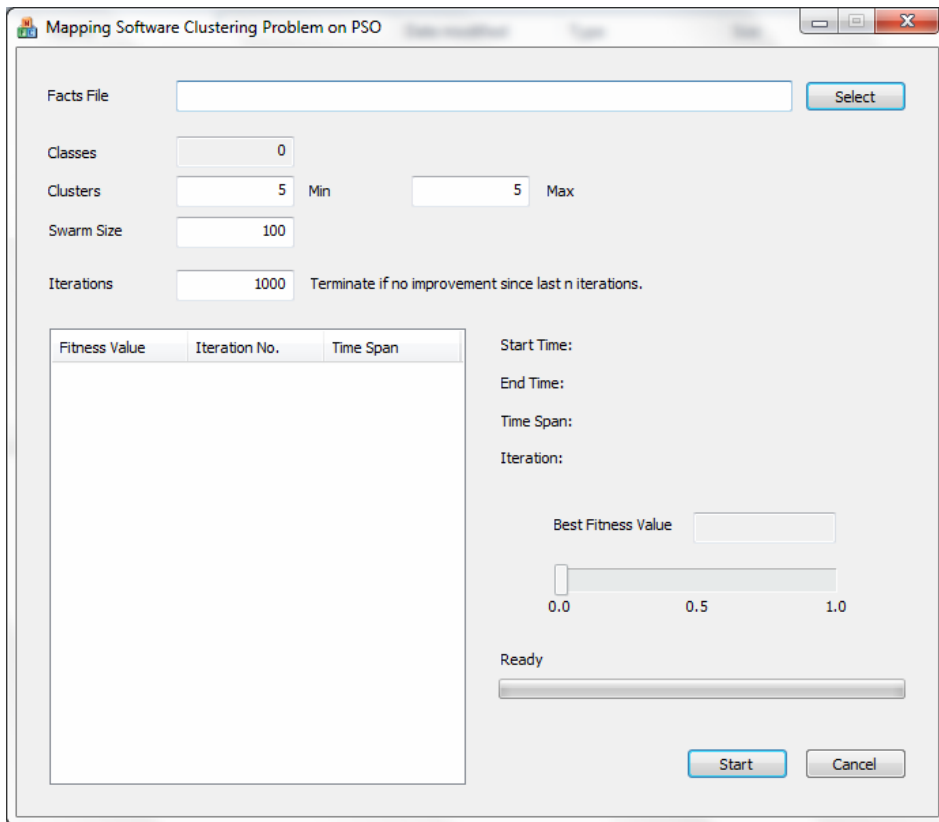 Mapping Software Clustering Problem on PSO
Facts File
Select
Classes 0
Clusters 5 Min 5 Max
Swarm Size 100
Iterations 1000 Terminate if no improvement since last n iterations.
Fitness Value Iteration No. Time Span
Start Time:
End Time:
Time Span:
Iteration:
Best Fitness Value
0.0 0.5 1.0
Ready
Start Cancel